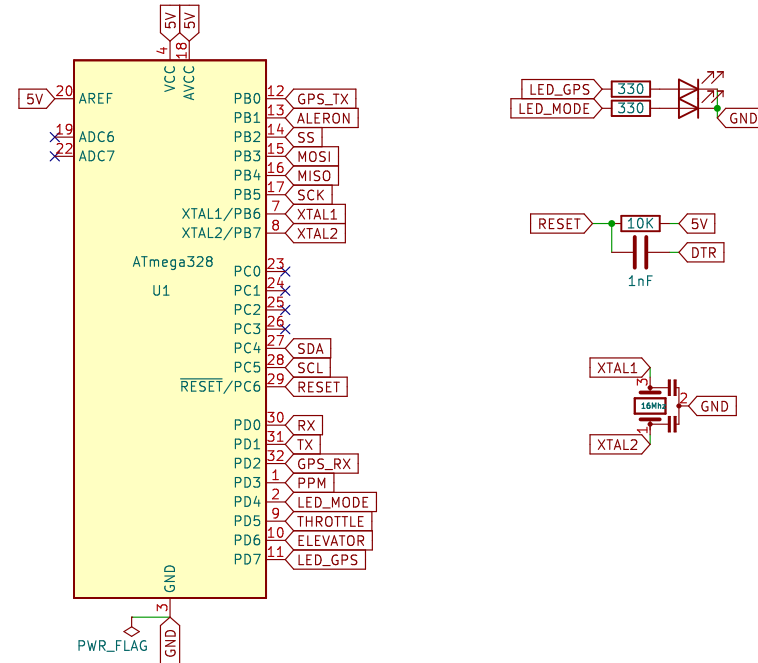 5V 5V
4 18
VCC AVCC
5V 20 AREF
19 ADC6
22 ADC7
PB0 12 GPS_TX
PB1 13 ALERON
PB2 14 SS
PB3 15 MOSI
PB4 16 MISO
PB5 17 SCK
XTAL1/PB6 7 XTAL1
XTAL2/PB7 8 XTAL2
ATmega328
U1
PC0 23
PC1 24
PC2 25
PC3 26
PC4 27 SDA
PC5 28 SCL
RESET/PC6 29 RESET
PD0 30 RX
PD1 31 TX
PD2 32 GPS_RX
PD3 1 PPM
PD4 2 LED_MODE
PD5 9 THROTTLE
PD6 10 ELEVATOR
PD7 11 LED_GPS
GND
3
PWR_FLAG
GND
LED_GPS 330
LED_MODE 330
GND
RESET 10K 5V
DTR
1nF
XTAL1
3
16Mhz 2 GND
1
XTAL2